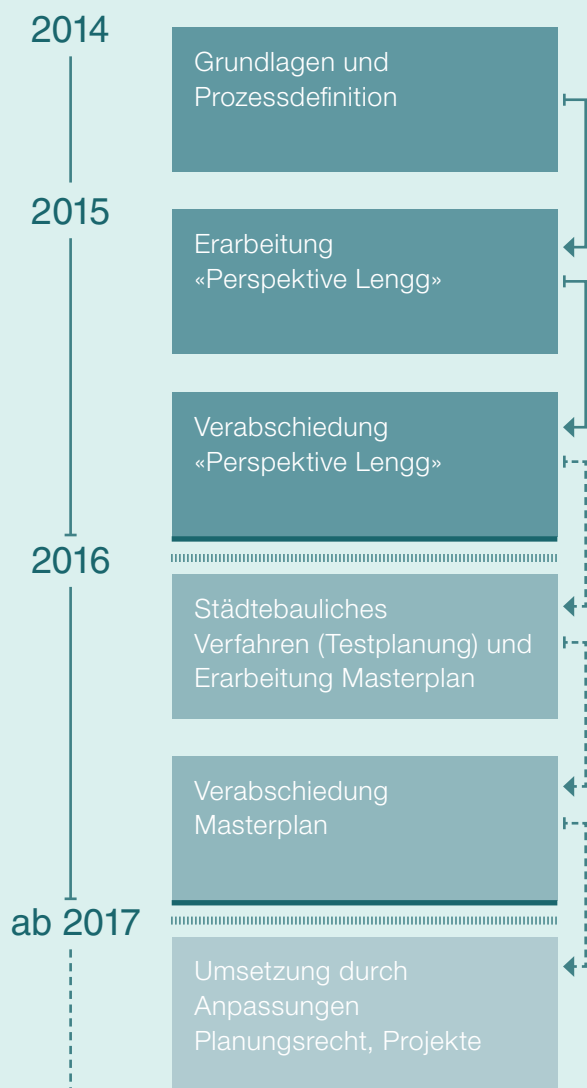 2014
Grundlagen und
Prozessdefinition
2015
Erarbeitung
«Perspektive Lengg»
Verabschiedung
«Perspektive Lengg»
2016
Städtebauliches
Verfahren (Testplanung) und
Erarbeitung Masterplan
Verabschiedung
Masterplan
ab 2017
Umsetzung durch
Anpassungen
Planungsrecht, Projekte